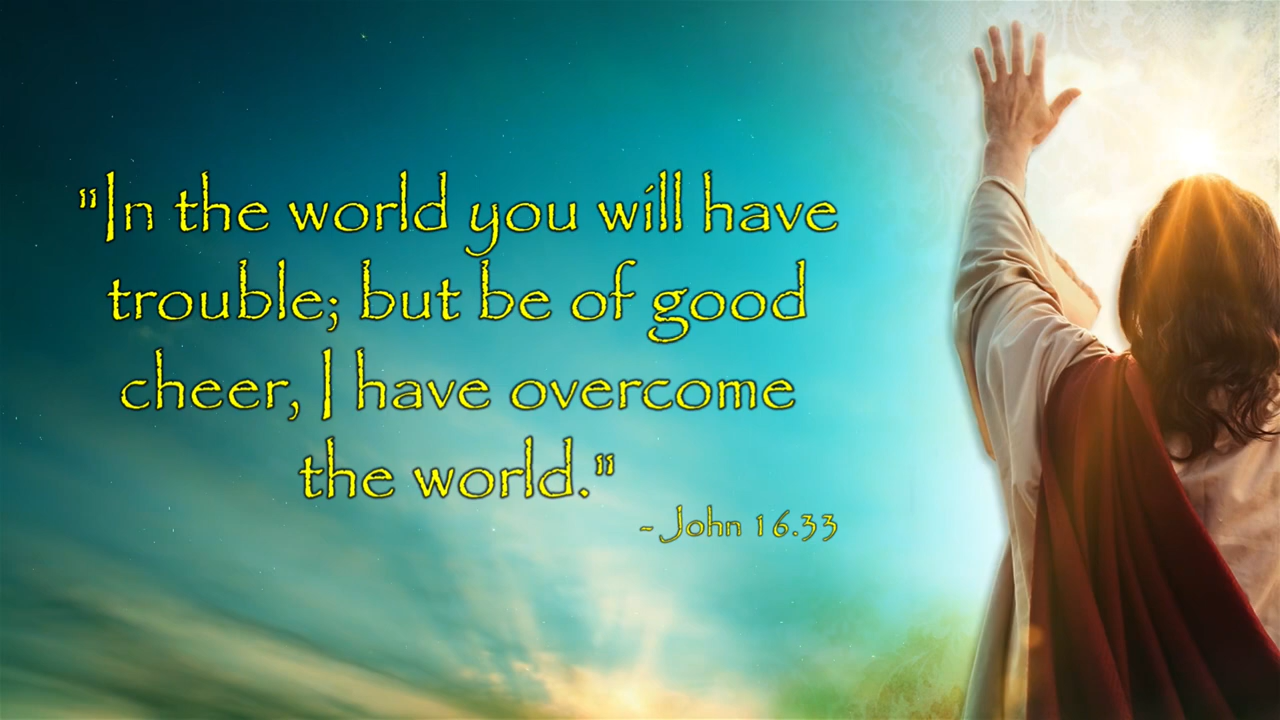 "In the world you will have
trouble; but be of good
cheer, I have overcome
the world."
- John 16.33